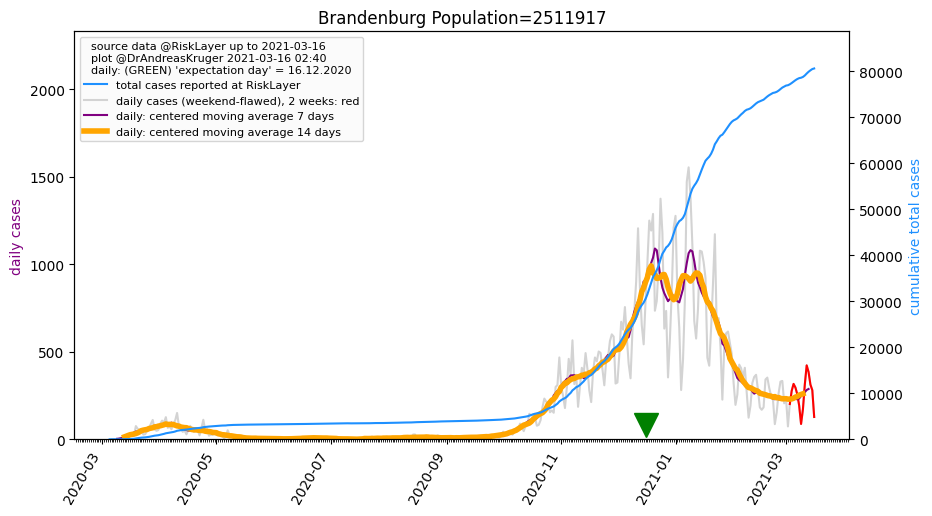 Brandenburg Population=2511917
source data @RiskLayer up to 2021-03-16
plot @DrAndreasKruger 2021-03-16 02:40
daily: (GREEN) 'expectation day' = 16.12.2020
total cases reported at RiskLayer
daily cases (weekend-flawed), 2 weeks: red
daily: centered moving average 7 days
daily: centered moving average 14 days
daily cases
2000
1500
1000
500
0
cumulative total cases
80000
70000
60000
50000
40000
30000
20000
10000
0
2020-03
2020-05
2020-07
2020-09
2020-11
2021-01
2021-03